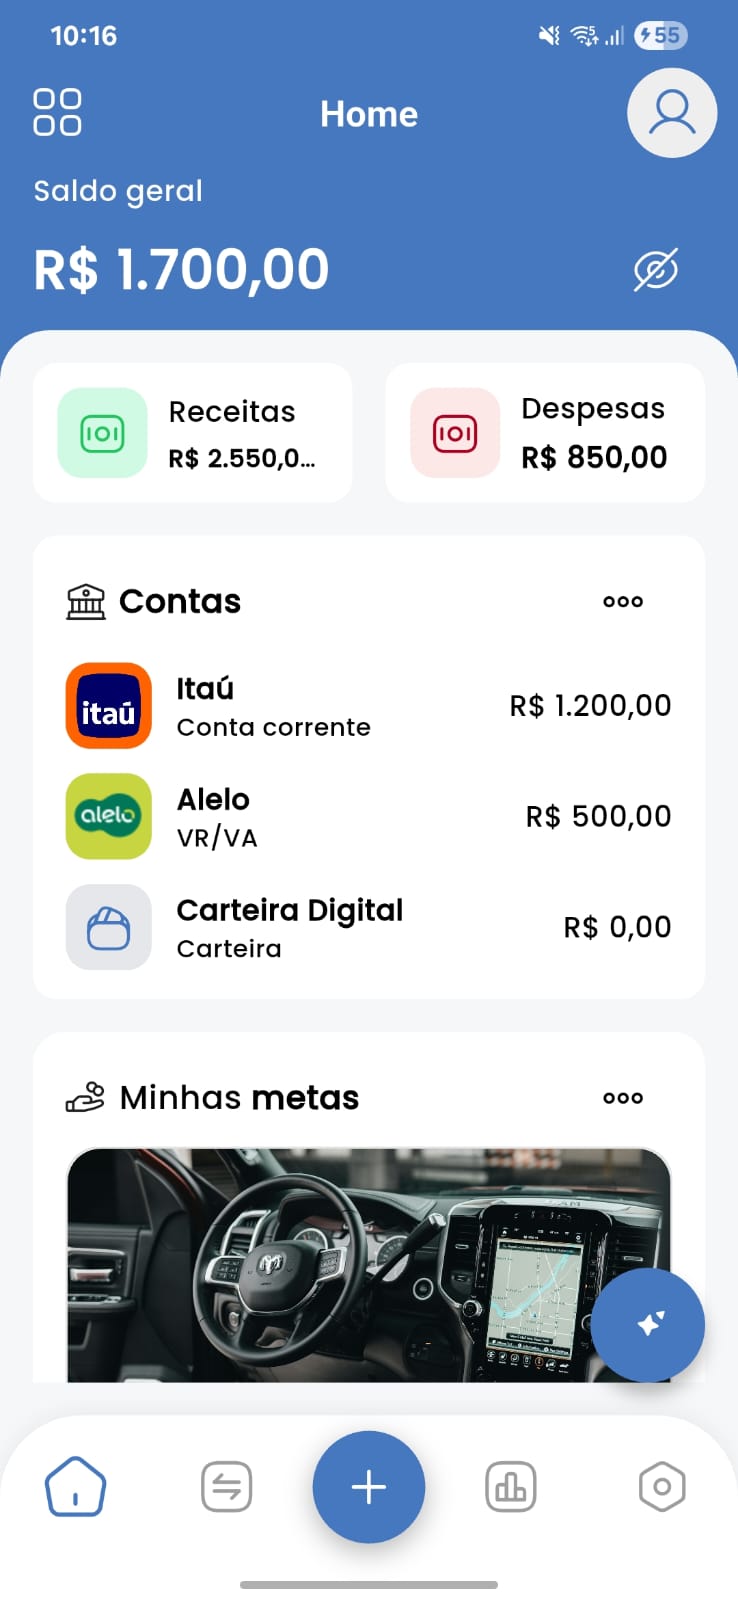 10:16
55
Home
Saldo geral
R$ 1.700,00
Receitas
R$ 2.550,0...
Despesas
R$ 850,00
Contas
itaú
Itaú
Conta corrente
R$ 1.200,00
alelo
Alelo
VR/VA
R$ 500,00
Carteira Digital
Carteira
R$ 0,00
Minhas metas